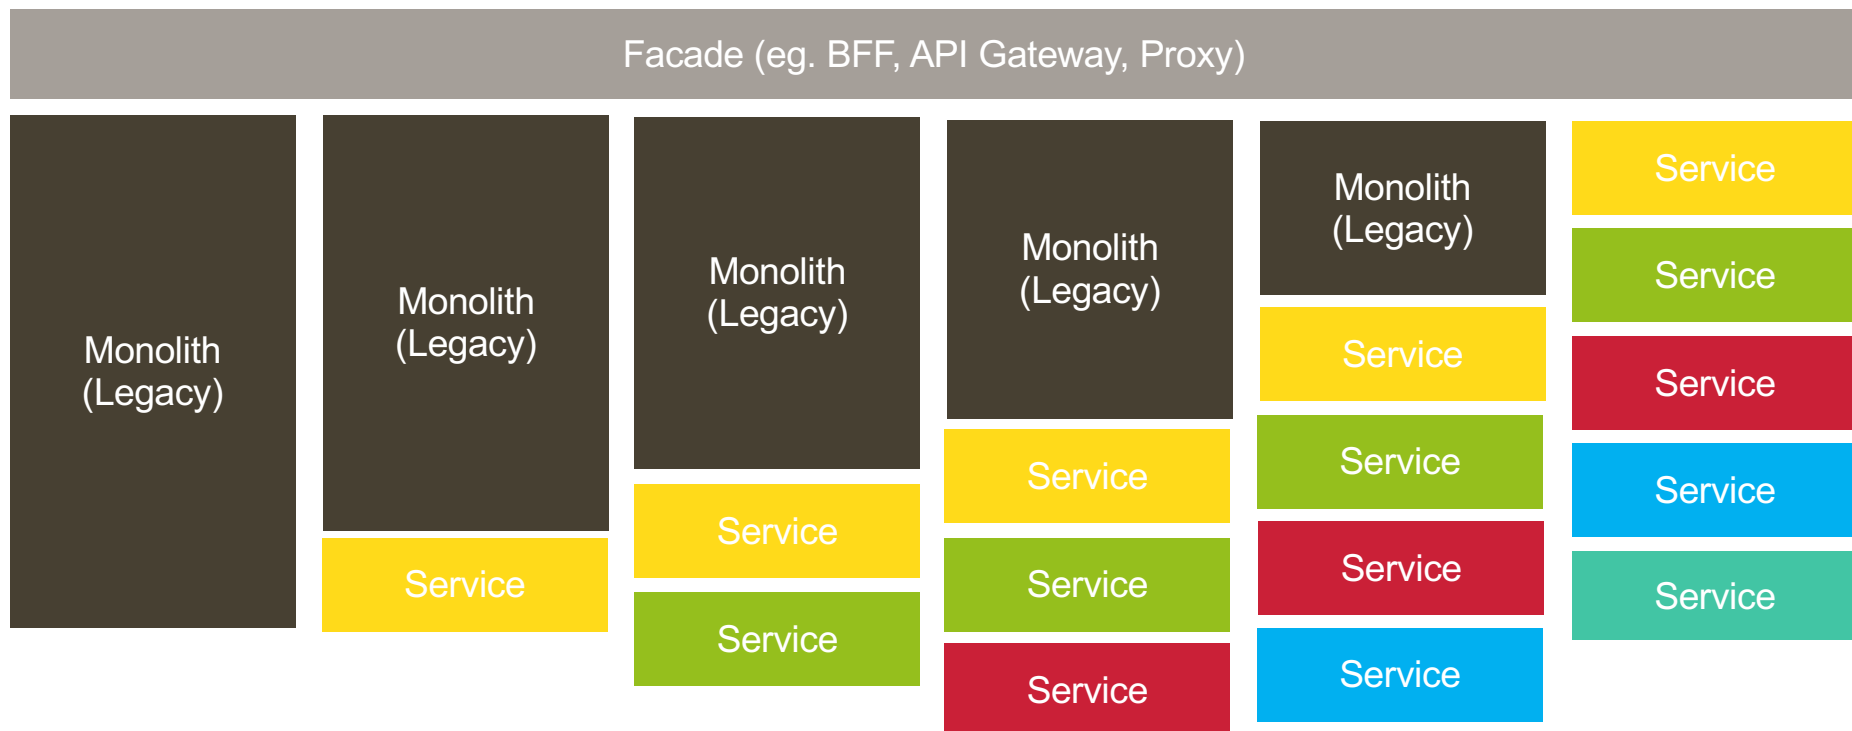 Facade (eg. BFF, API Gateway, Proxy)
Monolith
(Legacy)
Monolith
(Legacy)
Service
Monolith
(Legacy)
Service
Service
Monolith
(Legacy)
Service
Service
Service
Monolith
(Legacy)
Service
Service
Service
Service
Service
Service
Service
Service
Service